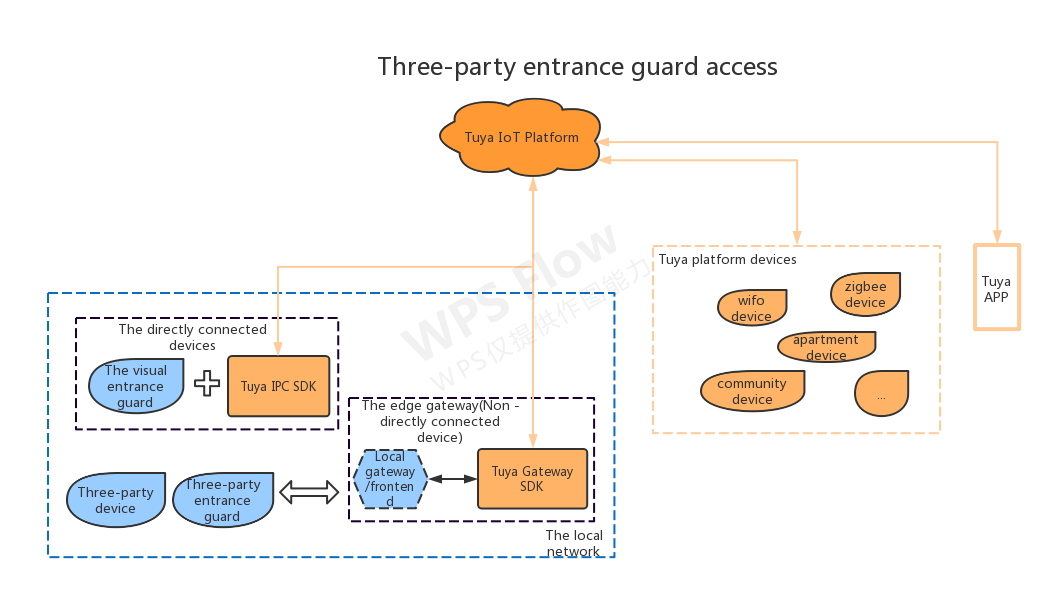 Three-party entrance guard access
Tuya IoT Platform
WPS Flow
WPS仅提供作图能力
Tuya platform devices
wifo
device
zigbee
device
apartment
device
community
device
...
Tuya
APP
The directly connected
devices
The visual
entrance
guard
Tuya IPC SDK
The edge gateway(Non -
directly connected
device)
Local
gateway
/fronten
d
Tuya Gateway
SDK
Three-party
device
Three-party
entrance
guard
The local
network